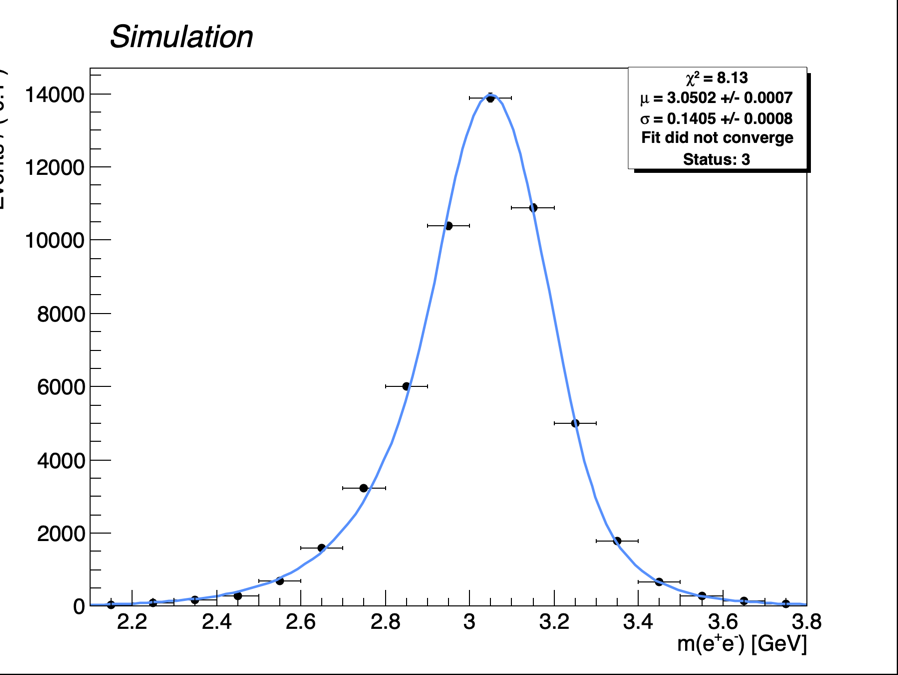 Simulation
χ² = 8.13
μ = 3.0502 +/- 0.0007
σ = 0.1405 +/- 0.0008
Fit did not converge
Status: 3
14000
12000
10000
8000
6000
4000
2000
0
2.2 2.4 2.6 2.8 3 3.2 3.4 3.6 3.8
m(e⁺e⁻) [GeV]